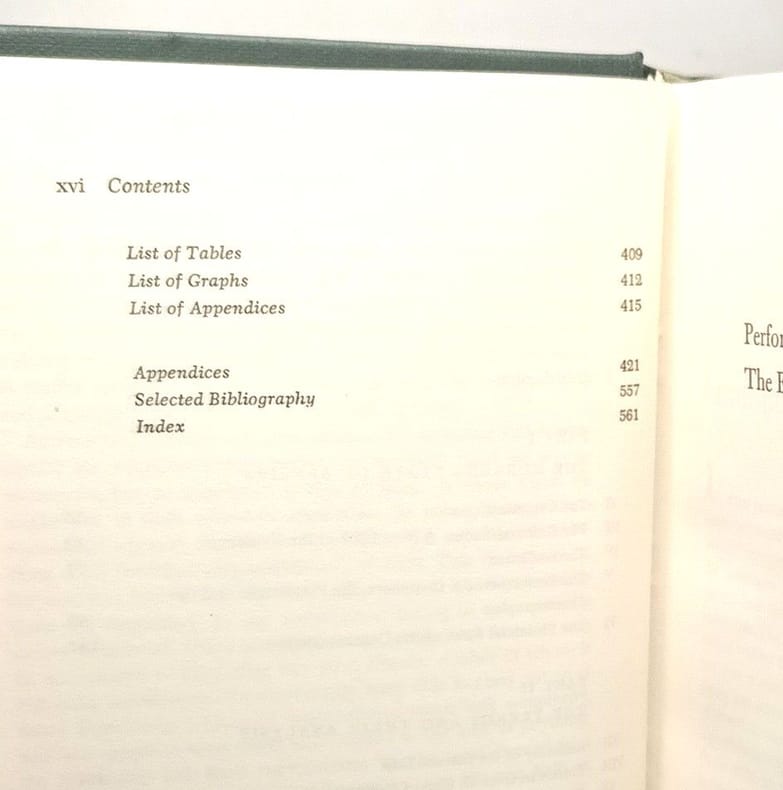 xvi Contents
List of Tables 409
List of Graphs 412
List of Appendices 415
Appendices 421
Selected Bibliography 557
Index 561
The